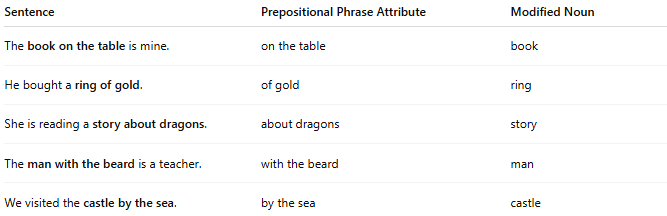 Sentence Prepositional Phrase Attribute Modified Noun
The book on the table is mine. on the table book
He bought a ring of gold. of gold ring
She is reading a story about dragons. about dragons story
The man with the beard is a teacher. with the beard man
We visited the castle by the sea. by the sea castle